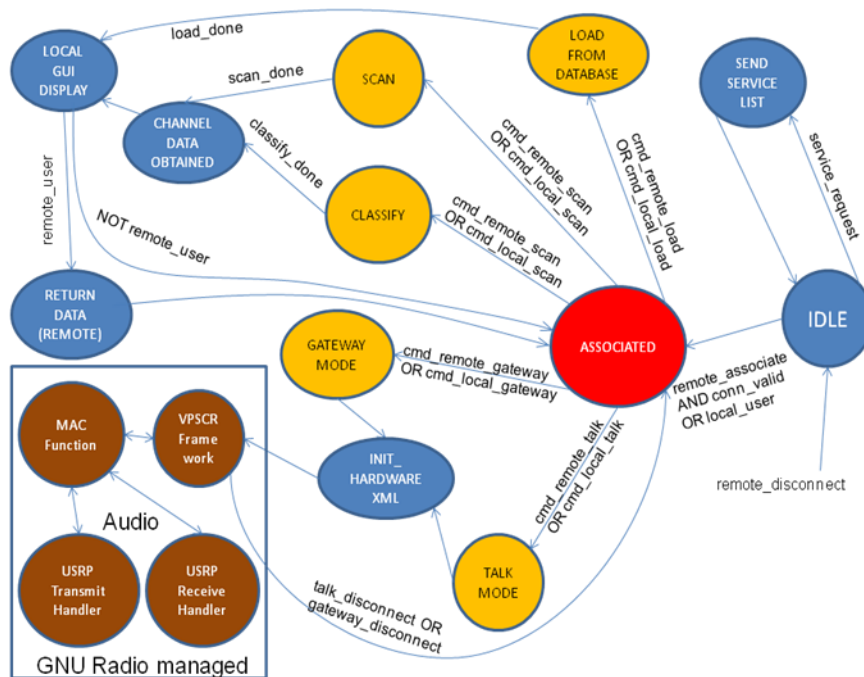 load_done
LOCAL
GUI
DISPLAY
scan_done
SCAN
LOAD
FROM
DATABASE
SEND
SERVICE
LIST
CHANNEL
DATA
OBTAINED
classify_done
CLASSIFY
cmd_remote_scan
OR cmd_local_scan
cmd_remote_scan
OR cmd_local_scan
cmd_remote_load
OR cmd_local_load
service_request
remote_user
NOT remote_user
RETURN
DATA
(REMOTE)
GATEWAY
MODE
cmd_remote_gateway
OR cmd_local_gateway
ASSOCIATED
IDLE
remote_associate
AND conn_valid
OR local_user
remote_disconnect
MAC
Function
VPSCR
Frame
work
INIT_
HARDWARE
XML
cmd_remote_talk
OR cmd_local_talk
Audio
USRP
Transmit
Handler
USRP
Receive
Handler
TALK
MODE
talk_disconnect OR
gateway_disconnect
GNU Radio managed